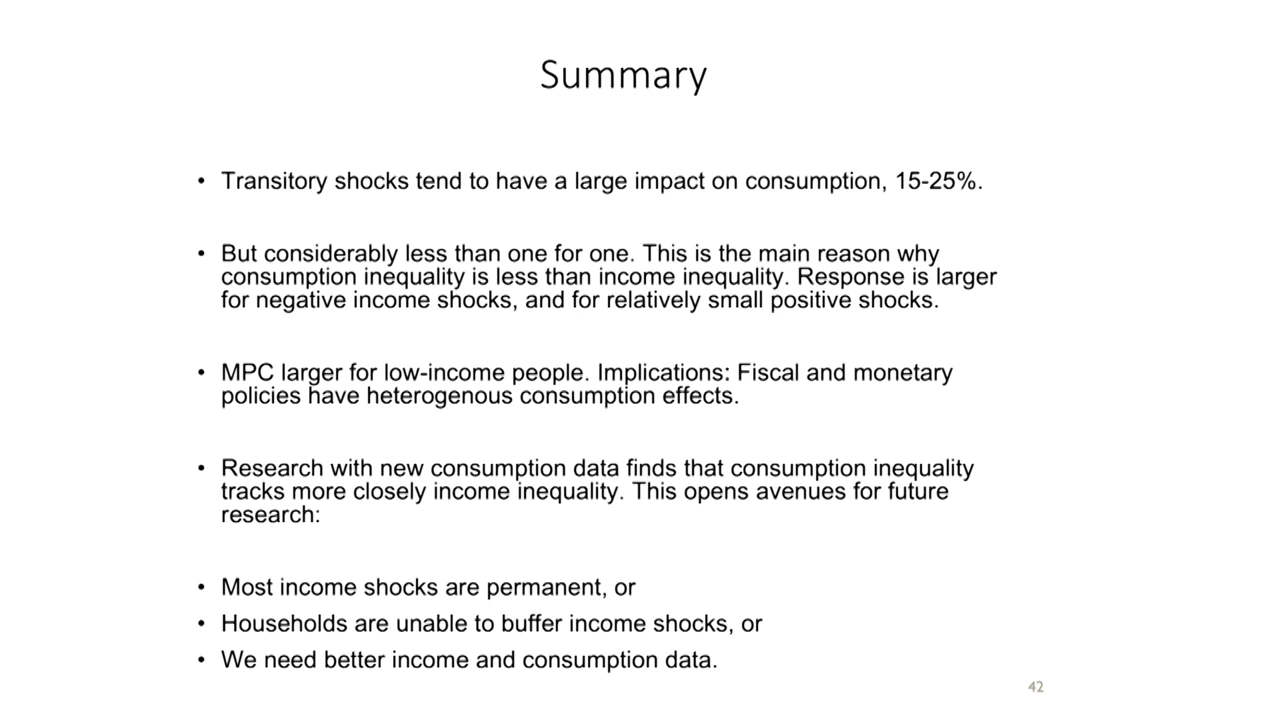 Summary
• Transitory shocks tend to have a large impact on consumption, 15-25%.
• But considerably less than one for one. This is the main reason why
consumption inequality is less than income inequality. Response is larger
for negative income shocks, and for relatively small positive shocks.
• MPC larger for low-income people. Implications: Fiscal and monetary
policies have heterogenous consumption effects.
• Research with new consumption data finds that consumption inequality
tracks more closely income inequality. This opens avenues for future
research:
• Most income shocks are permanent, or
• Households are unable to buffer income shocks, or
• We need better income and consumption data.
42